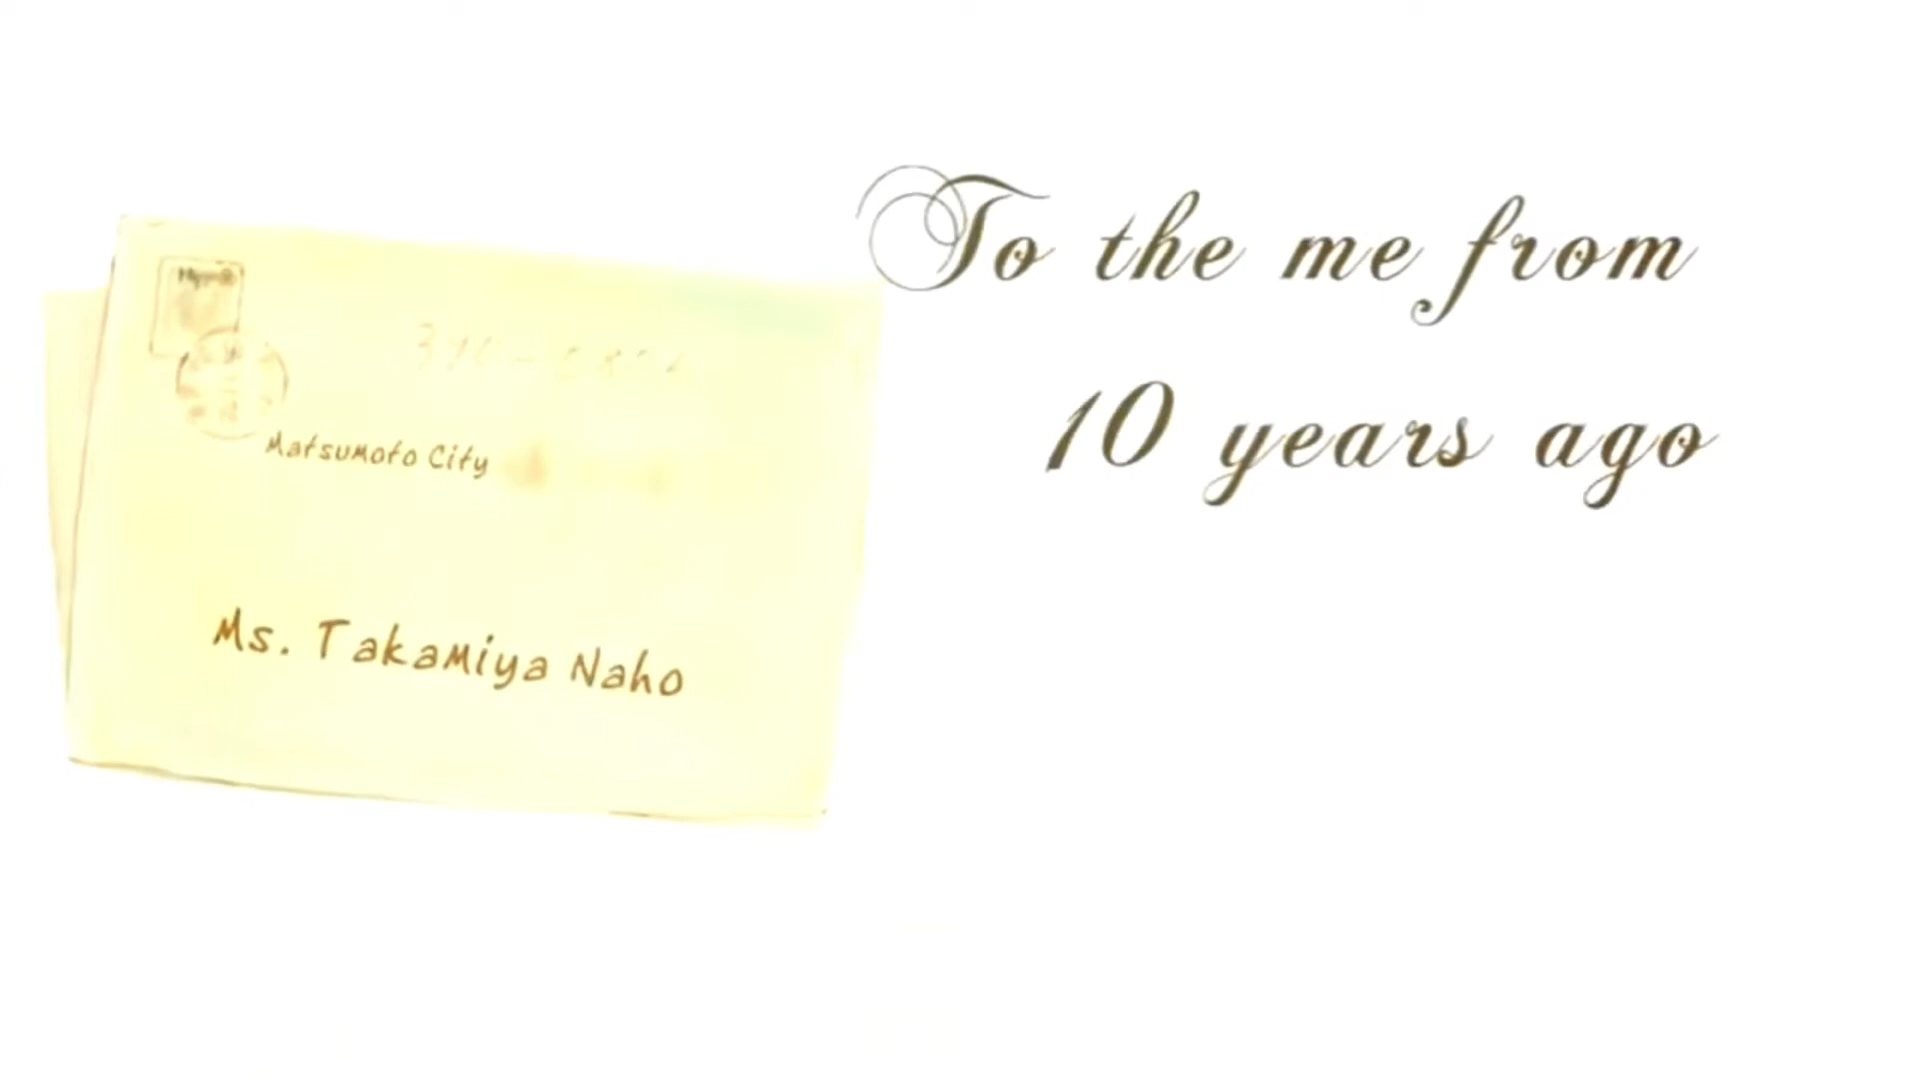 To the me from
10 years ago
Matsumoto City
Ms. Takamiya Naho